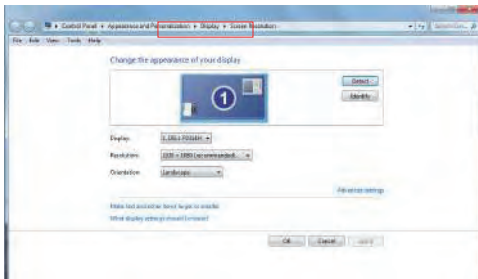 Control Panel ▸ Appearance and Personalization ▸ Display ▸ Screen Resolution
File Edit View Tools Help
Change the appearance of your display
1
Detect
Identify
Display:
Resolution: (recommended)
Orientation: Landscape
Advanced settings
Make text and other items larger or smaller
What display settings should I choose?
OK Cancel Apply